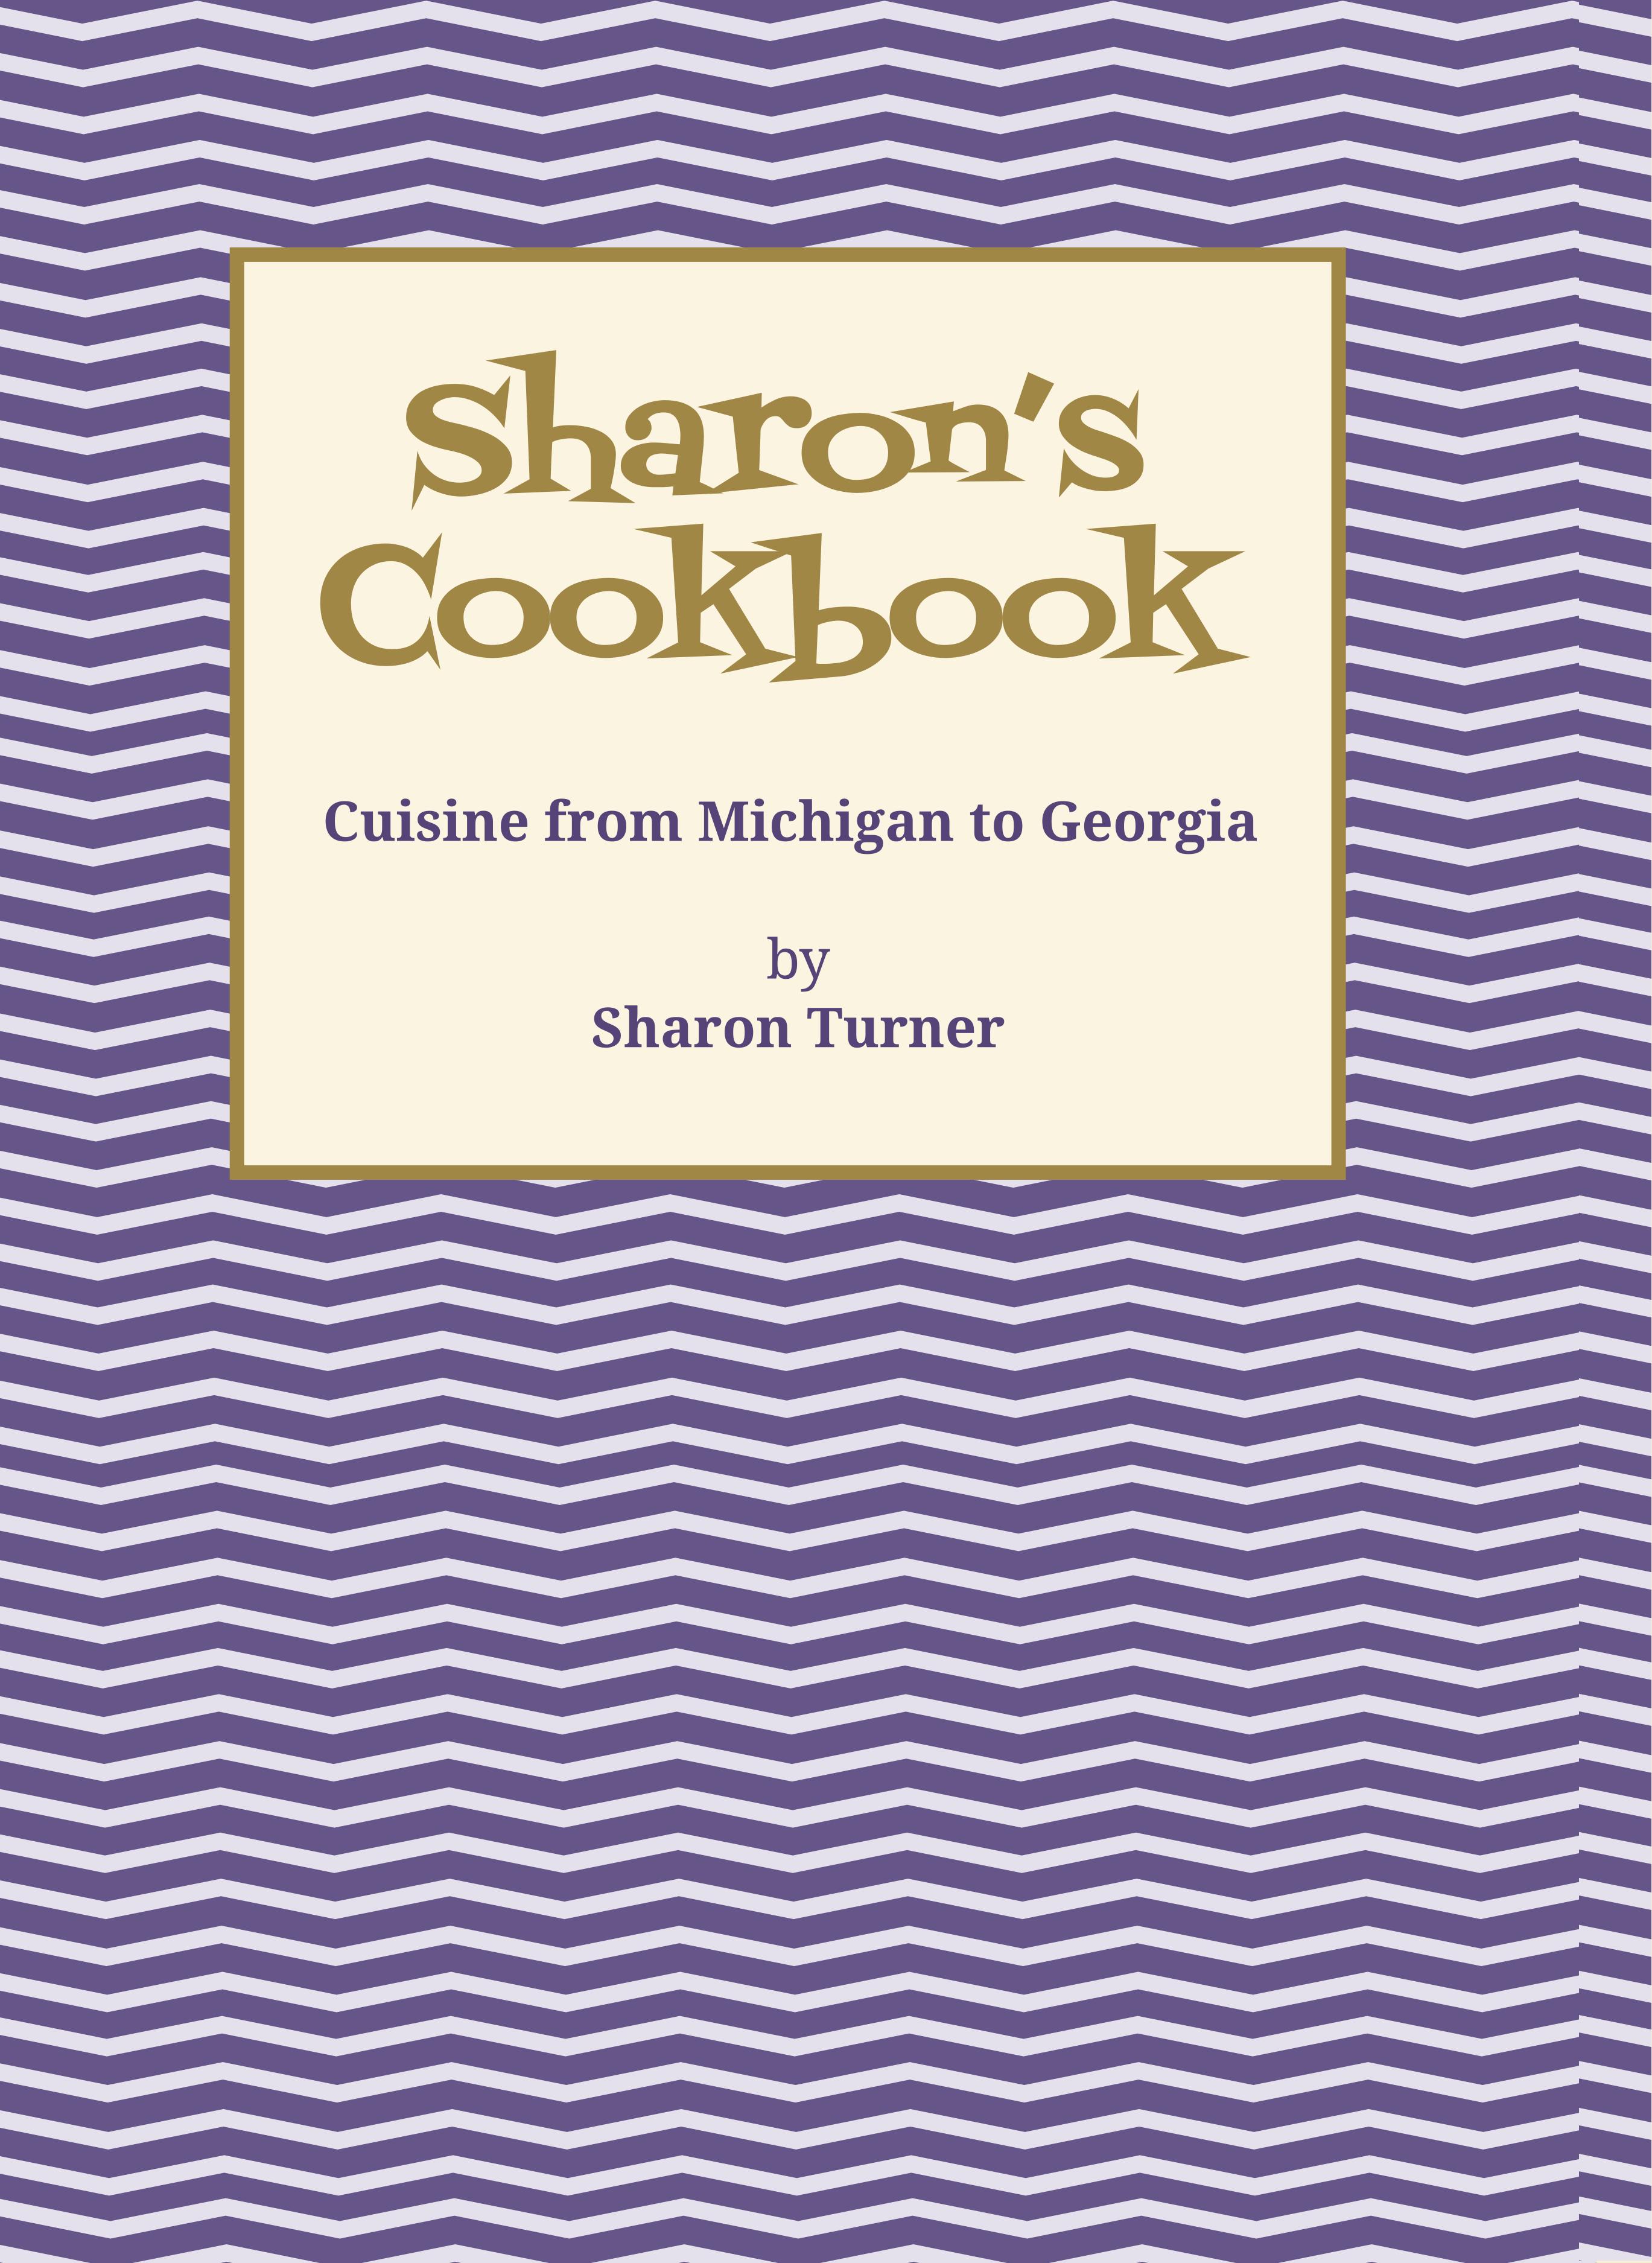 Sharon's
Cookbook
Cuisine from Michigan to Georgia
by
Sharon Turner